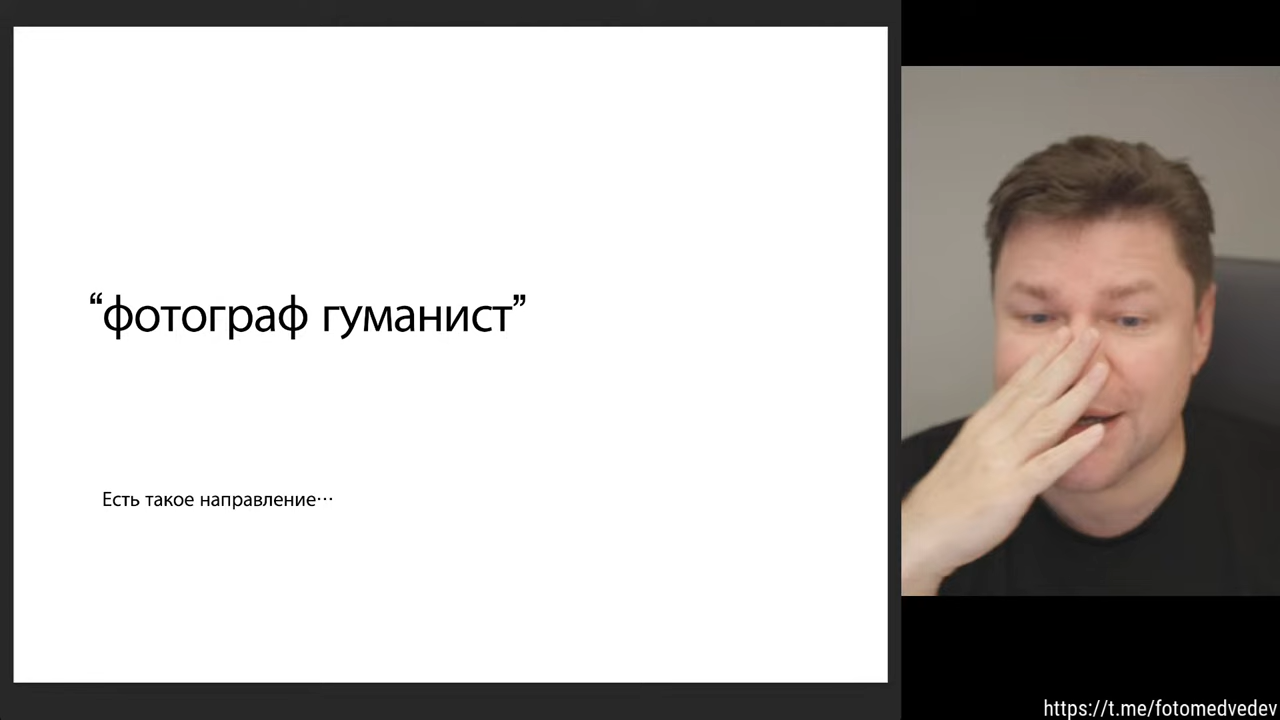 “фотограф гуманист”
Есть такое направление…
https://t.me/fotomedvedev